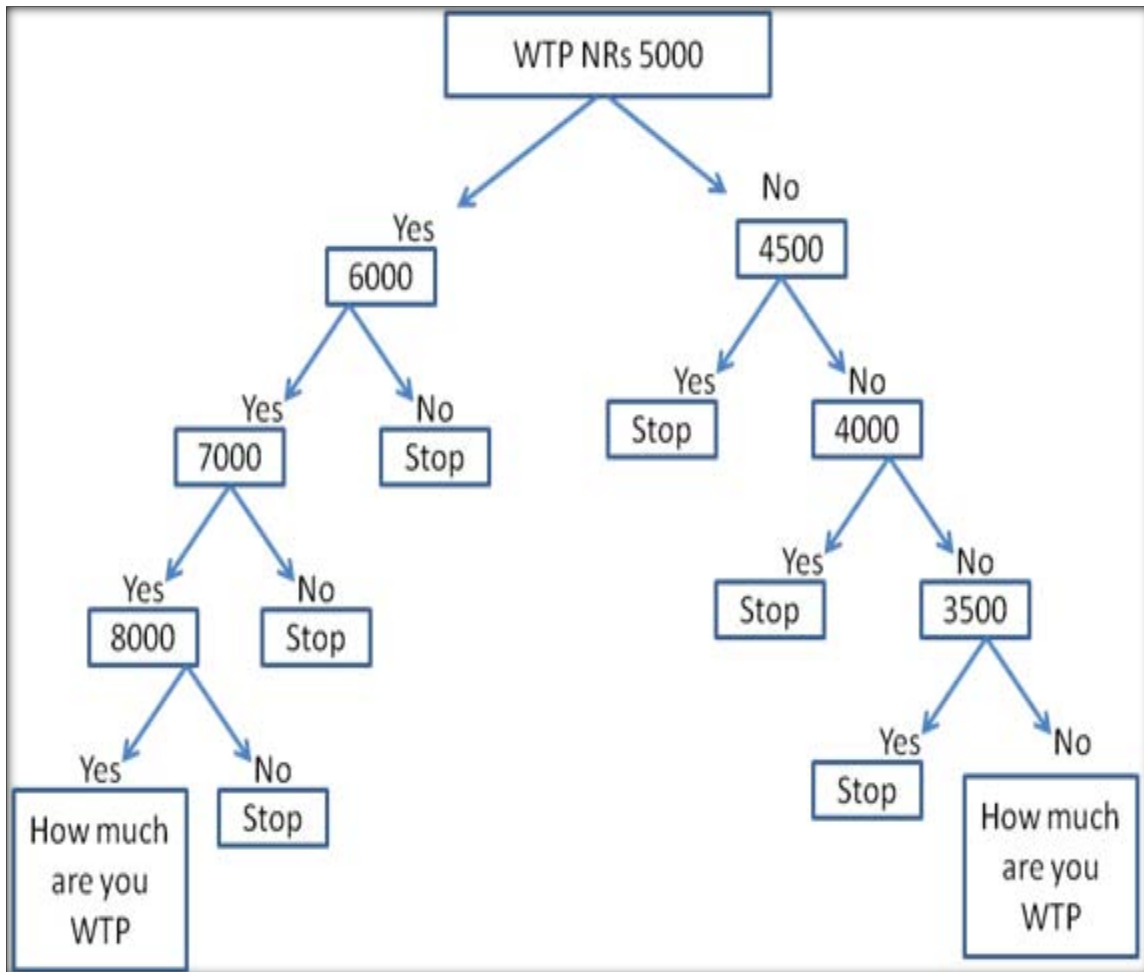 WTP NRs 5000
No
Yes
4500
6000
Yes
No
Yes
No
Stop
4000
7000
Stop
Yes
No
Yes
No
Stop
3500
8000
Stop
Yes
No
Yes
No
Stop
How much
are you
WTP
Stop
How much
are you
WTP